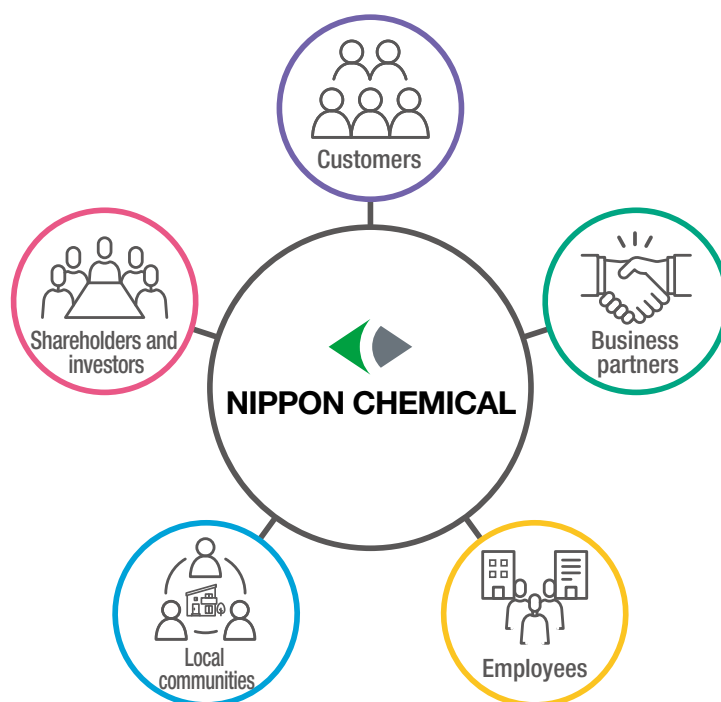 Customers
Shareholders and
investors
Business
partners
NIPPON CHEMICAL
Local
communities
Employees